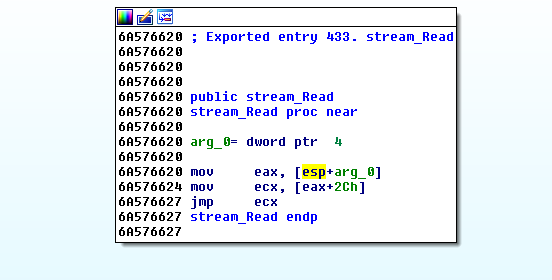 6A576620 ; Exported entry 433. stream_Read
6A576620
6A576620
6A576620
6A576620 public stream_Read
6A576620 stream_Read proc near
6A576620
6A576620 arg_0= dword ptr  4
6A576620
6A576620 mov     eax, [esp+arg_0]
6A576624 mov     ecx, [eax+2Ch]
6A576627 jmp     ecx
6A576627 stream_Read endp
6A576627